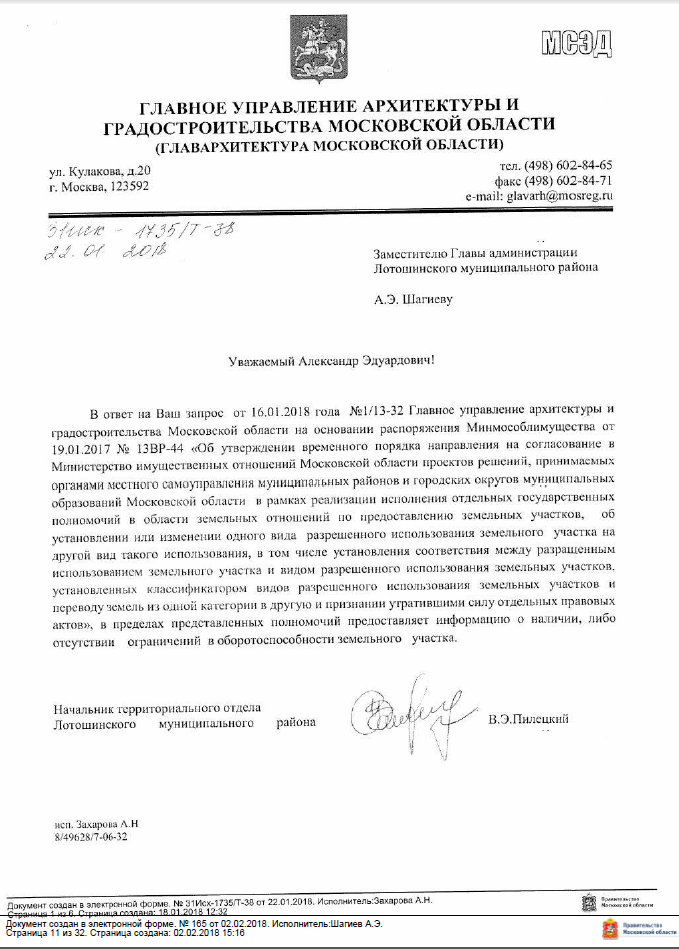 МСЭД
ГЛАВНОЕ УПРАВЛЕНИЕ АРХИТЕКТУРЫ И
ГРАДОСТРОИТЕЛЬСТВА МОСКОВСКОЙ ОБЛАСТИ
(ГЛАВАРХИТЕКТУРА МОСКОВСКОЙ ОБЛАСТИ)
ул. Кулакова, д.20
г. Москва, 123592
тел. (498) 602-84-65
факс (498) 602-84-71
e-mail: glavarh@mosreg.ru
31Исх - 1735/Т-38
22.01 2018
Заместителю Главы администрации
Лотошинского муниципального района
А.Э. Шагиеву
Уважаемый Александр Эдуардович!
В ответ на Ваш запрос от 16.01.2018 года №1/13-32 Главное управление архитектуры и
градостроительства Московской области на основании распоряжения Минмособлимущества от
19.01.2017 № 13ВР-44 «Об утверждении временного порядка направления на согласование в
Министерство имущественных отношений Московской области проектов решений, принимаемых
органами местного самоуправления муниципальных районов и городских округов муниципальных
образований Московской области в рамках реализации исполнения отдельных государственных
полномочий в области земельных отношений по предоставлению земельных участков, об
установлении или изменении одного вида разрешенного использования земельного участка на
другой вид такого использования, в том числе установления соответствия между разращенным
использованием земельного участка и видом разрешенного использования земельных участков,
установленных классификатором видов разрешенного использования земельных участков и
переводу земель из одной категории в другую и признании утратившими силу отдельных правовых
актов», в пределах представленных полномочий предоставляет информацию о наличии, либо
отсутствии ограничений в оборотоспособности земельного участка.
Начальник территориального отдела
Лотошинского муниципального района
В.Э.Пилецкий
исп. Захарова А.Н
8/49628/7-06-32
Документ создан в электронной форме. № 31Исх-1735/Т-38 от 22.01.2018. Исполнитель:Захарова А.Н.
Страница 1 из 6. Страница создана: 18.01.2018 12:32
Правительство
Московской области
Документ создан в электронной форме. № 165 от 02.02.2018. Исполнитель:Шагиев А.Э.
Страница 11 из 32. Страница создана: 02.02.2018 15:16
Правительство
Московской области